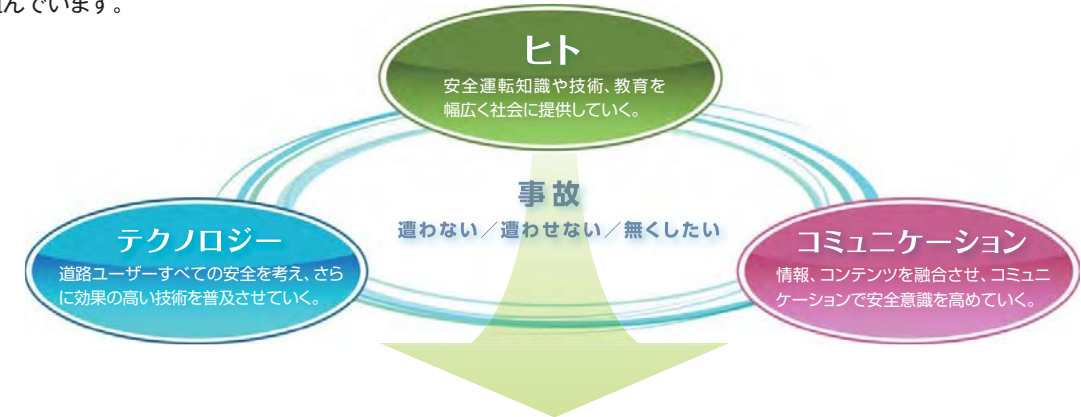 組んでいます。
ヒト
安全運転知識や技術、教育を
幅広く社会に提供していく。
事故
遭わない／遭わせない／無くしたい
テクノロジー
道路ユーザーすべての安全を考え、さら
に効果の高い技術を普及させていく。
コミュニケーション
情報、コンテンツを融合させ、コミュニ
ケーションで安全意識を高めていく。